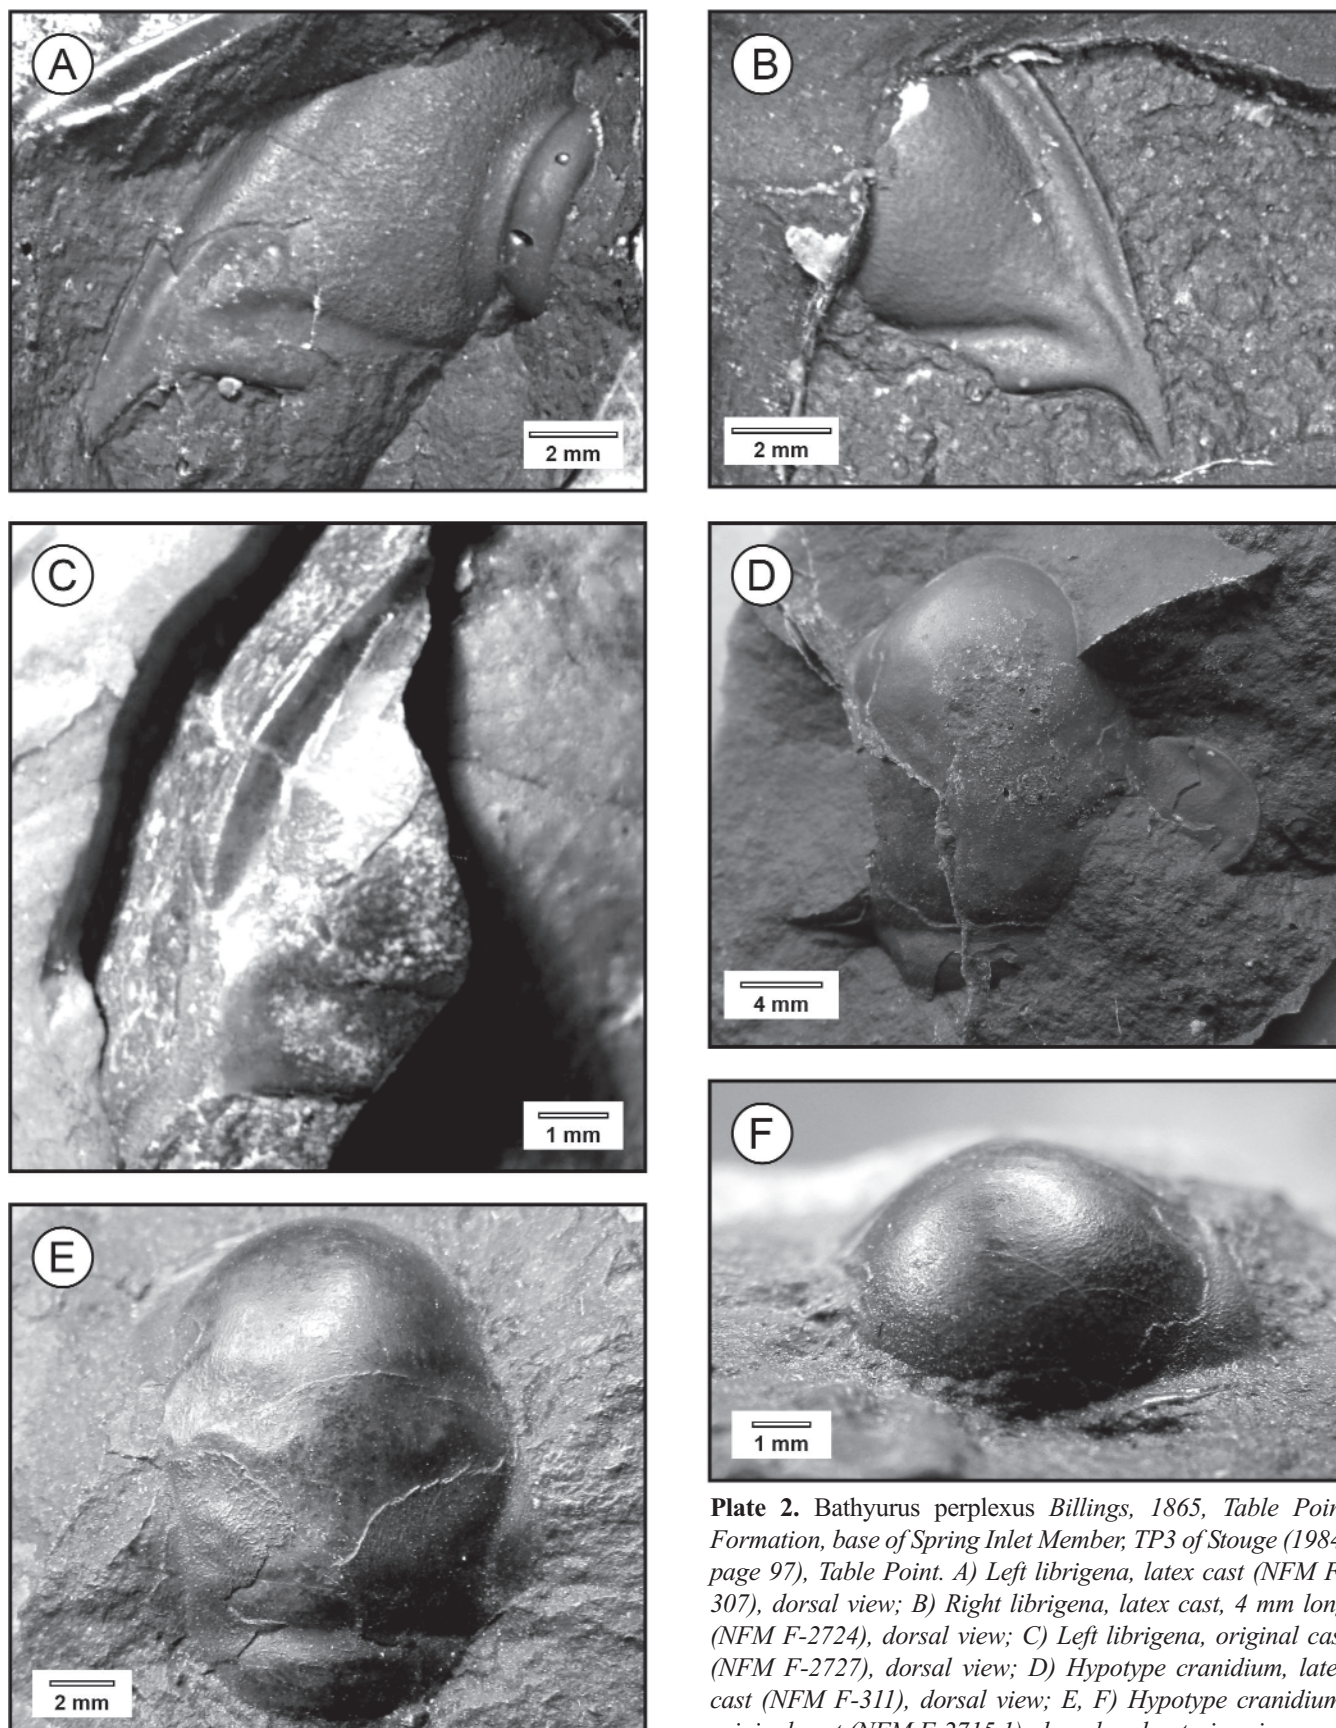 A
2 mm
B
2 mm
C
1 mm
D
4 mm
F
1 mm
E
2 mm
Plate 2. Bathyurus perplexus Billings, 1865, Table Poin
Formation, base of Spring Inlet Member, TP3 of Stouge (1984
page 97), Table Point. A) Left librigena, latex cast (NFM F
307), dorsal view; B) Right librigena, latex cast, 4 mm lon
(NFM F-2724), dorsal view; C) Left librigena, original cas
(NFM F-2727), dorsal view; D) Hypotype cranidium, late
cast (NFM F-311), dorsal view; E, F) Hypotype cranidium